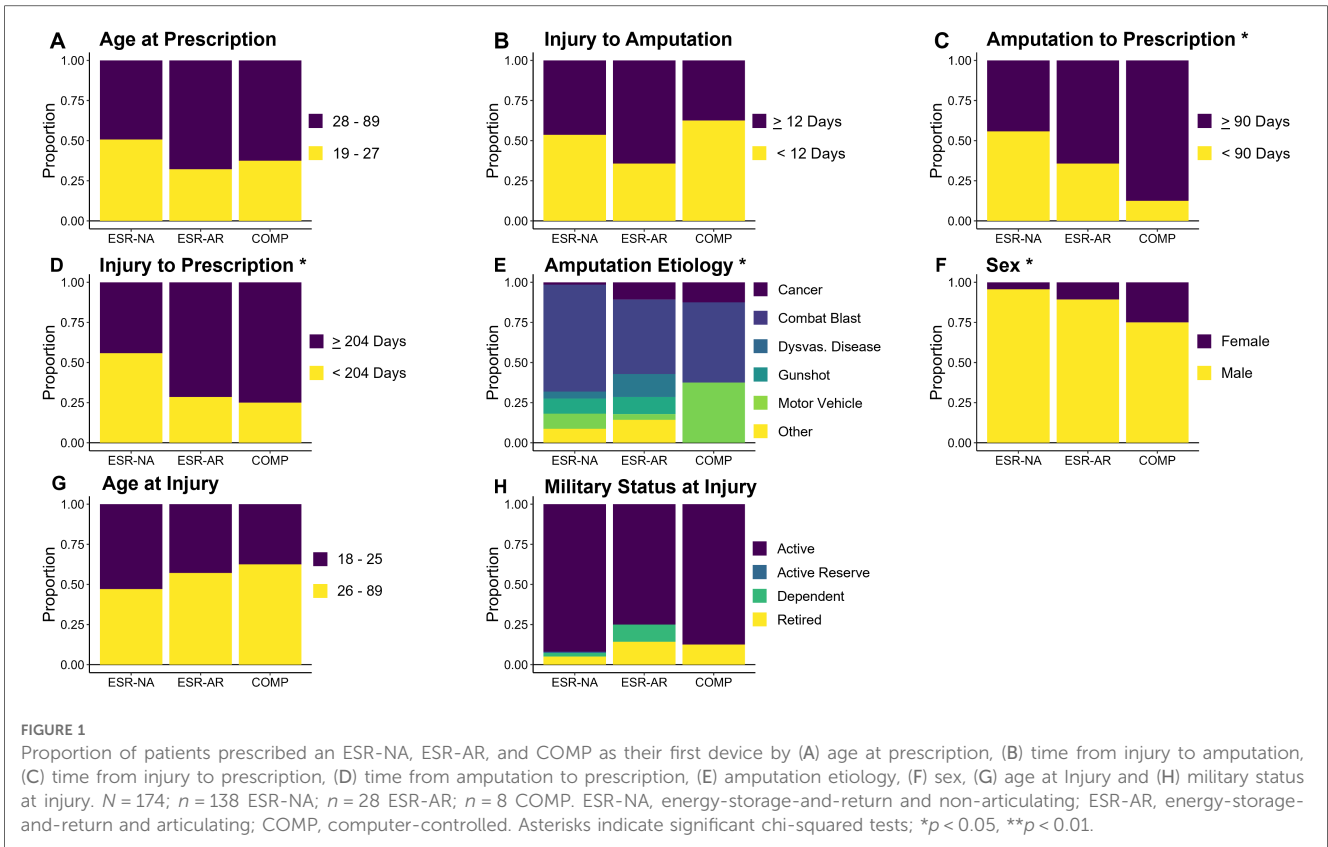 A Age at Prescription
1.00
0.75
0.50
0.25
0.00
Proportion
ESR-NA ESR-AR COMP
28 - 89
19 - 27
B Injury to Amputation
1.00
0.75
0.50
0.25
0.00
Proportion
ESR-NA ESR-AR COMP
≥ 12 Days
< 12 Days
C Amputation to Prescription *
1.00
0.75
0.50
0.25
0.00
Proportion
ESR-NA ESR-AR COMP
≥ 90 Days
< 90 Days
D Injury to Prescription *
1.00
0.75
0.50
0.25
0.00
Proportion
ESR-NA ESR-AR COMP
≥ 204 Days
< 204 Days
E Amputation Etiology *
1.00
0.75
0.50
0.25
0.00
Proportion
ESR-NA ESR-AR COMP
Cancer
Combat Blast
Dysvas. Disease
Gunshot
Motor Vehicle
Other
F Sex *
1.00
0.75
0.50
0.25
0.00
Proportion
ESR-NA ESR-AR COMP
Female
Male
G Age at Injury
1.00
0.75
0.50
0.25
0.00
Proportion
ESR-NA ESR-AR COMP
18 - 25
26 - 89
H Military Status at Injury
1.00
0.75
0.50
0.25
0.00
Proportion
ESR-NA ESR-AR COMP
Active
Active Reserve
Dependent
Retired
FIGURE 1
Proportion of patients prescribed an ESR-NA, ESR-AR, and COMP as their first device by (A) age at prescription, (B) time from injury to amputation,
(C) time from injury to prescription, (D) time from amputation to prescription, (E) amputation etiology, (F) sex, (G) age at Injury and (H) military status
at injury. N = 174; n = 138 ESR-NA; n = 28 ESR-AR; n = 8 COMP. ESR-NA, energy-storage-and-return and non-articulating; ESR-AR, energy-storage-
and-return and articulating; COMP, computer-controlled. Asterisks indicate significant chi-squared tests; *p < 0.05, **p < 0.01.